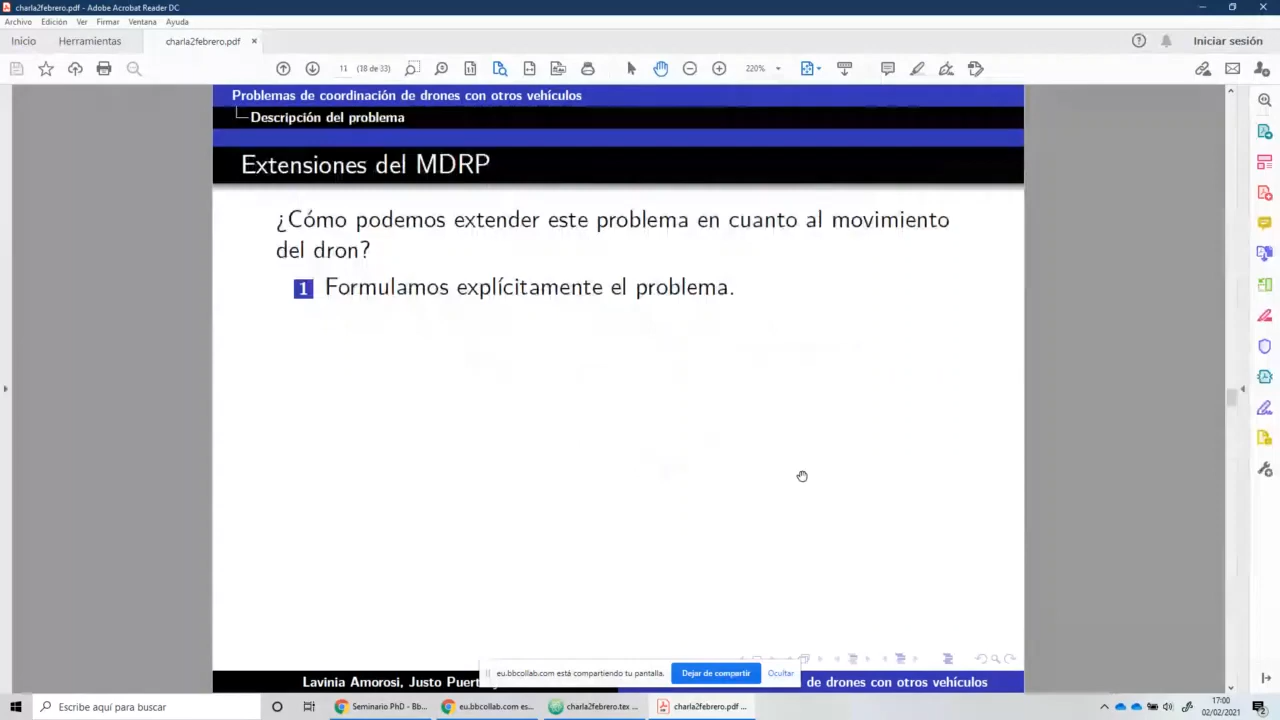 charla2febrero.pdf - Adobe Acrobat Reader DC
Archivo Edición Ver Firmar Ventana Ayuda
Inicio Herramientas charla2febrero.pdf × Iniciar sesión
11 (18 de 33) 220%
Problemas de coordinación de drones con otros vehículos
Descripción del problema
Extensiones del MDRP
¿Cómo podemos extender este problema en cuanto al movimiento
del dron?
1 Formulamos explícitamente el problema.
eu.bbcollab.com está compartiendo tu pantalla. Dejar de compartir Ocultar
Lavinia Amorosi, Justo Puert de drones con otros vehículos
Escribe aquí para buscar
Seminario PhD - Bb...
eu.bbcollab.com es...
charla2febrero.tex ...
charla2febrero.pdf ...
17:00
02/02/2021
2